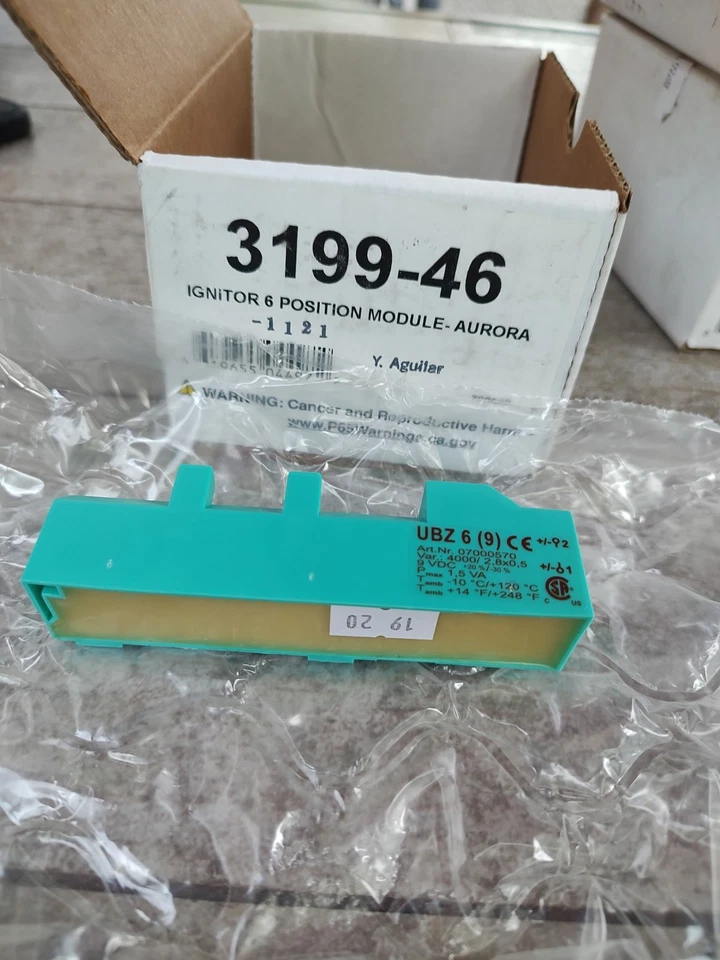 3199-46
IGNiTOR 6 POSITION MODULE- AURORA
-1121
Y. Aguilar
WARNING: Cancer and Reproductive Harm -
www.P65Warnings.ca.gov
UBZ 6 (9) CE +/-92
Art.Nr. 07000570
Var.: 4000/ 2,8x0,5
9 VDC +20 %/-30 % +/-61
Pmax 1,5 VA
Tamb -10 °C/+120 °C
Tamb +14 °F/+248 °F
C US
19 20